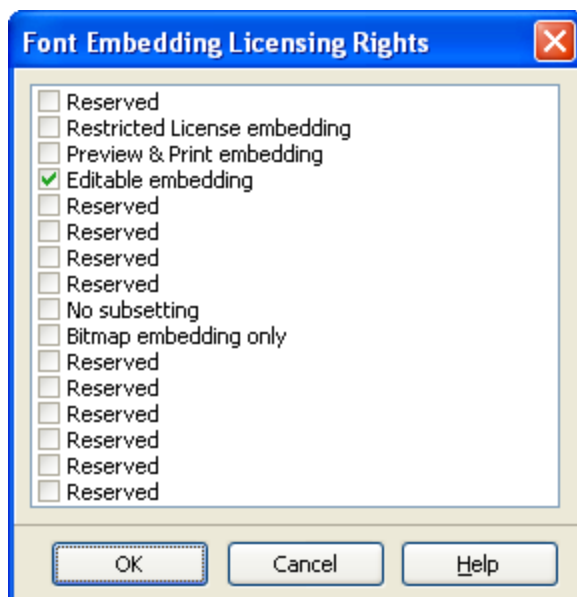 Font Embedding Licensing Rights
Reserved
Restricted License embedding
Preview & Print embedding
Editable embedding
Reserved
Reserved
Reserved
Reserved
No subsetting
Bitmap embedding only
Reserved
Reserved
Reserved
Reserved
Reserved
Reserved
OK Cancel Help